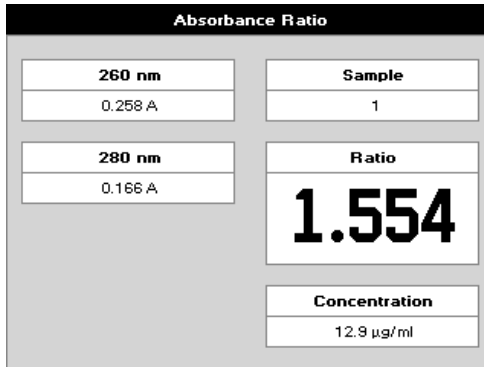 Absorbance Ratio
260 nm
0.258 A
Sample
1
280 nm
0.166 A
Ratio
1.554
Concentration
12.9 µg/ml